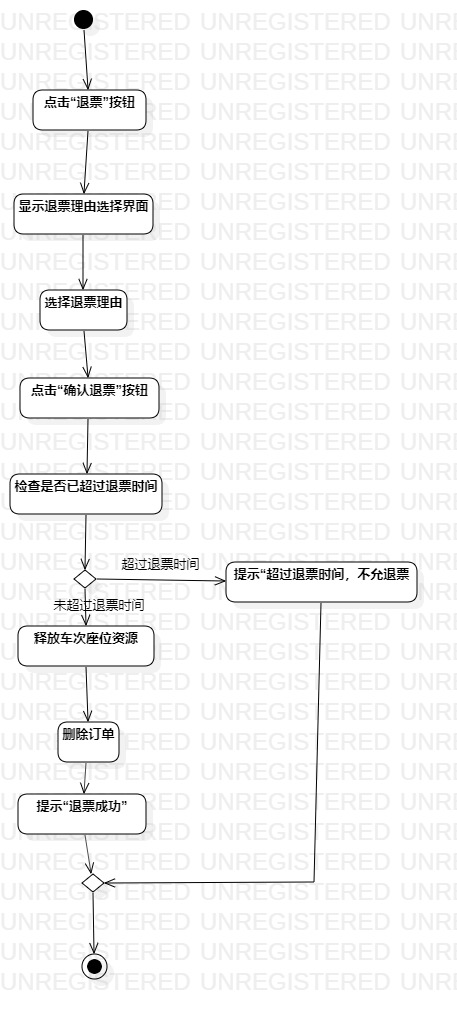 点击“退票”按钮
显示退票理由选择界面
选择退票理由
点击“确认退票”按钮
检查是否已超过退票时间
超过退票时间
提示“超过退票时间，不允退票
未超过退票时间
释放车次座位资源
删除订单
提示“退票成功”
UNREGISTERED